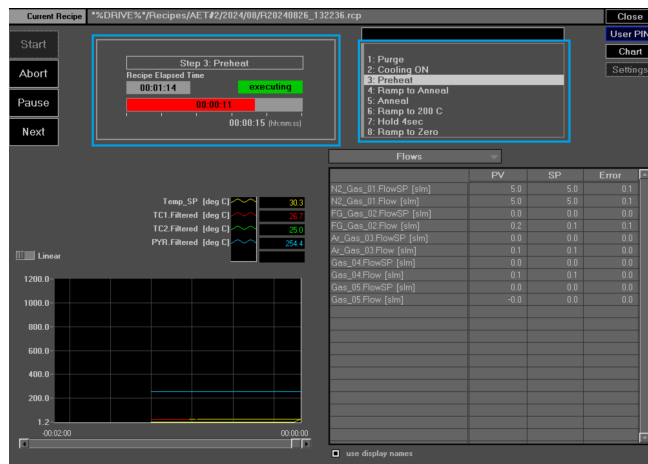 Current Recipe "%DRIVE%"/Recipes/AET#2/2024/08/R20240826_132236.rcp Close
User PIN
Start
Chart
Settings
Abort
Pause
Next
Step 3: Preheat
Recipe Elapsed Time
00:01:14 executing
00:00:11
00:00:15 (hh:mm:ss)
1: Purge
2: Cooling ON
3: Preheat
4: Ramp to Anneal
5: Anneal
6: Ramp to 200 C
7: Hold 4sec
8: Ramp to Zero
Flows
PV SP Error
N2_Gas_01.FlowSP [slm] 5.0 5.0 0.1
N2_Gas_01.Flow [slm] 5.0 5.0 0.1
FG_Gas_02.FlowSP [slm] 0.0 0.0 0.0
FG_Gas_02.Flow [slm] 0.2 0.1 0.1
Ar_Gas_03.FlowSP [slm] 0.0 0.0 0.0
Ar_Gas_03.Flow [slm] 0.1 0.1 0.0
Gas_04.FlowSP [slm] 0.0 0.0 0.0
Gas_04.Flow [slm] 0.1 0.1 0.0
Gas_05.FlowSP [slm] 0.0 0.0 0.0
Gas_05.Flow [slm] -0.0 0.0 0.0
Temp_SP [deg C] 30.3
TC1.Filtered [deg C] 26.7
TC2.Filtered [deg C] 25.0
PYR.Filtered [deg C] 254.4
Linear
1200.0
1000.0
800.0
600.0
400.0
200.0
1.2
-00:02:00 00:00:00
use display names